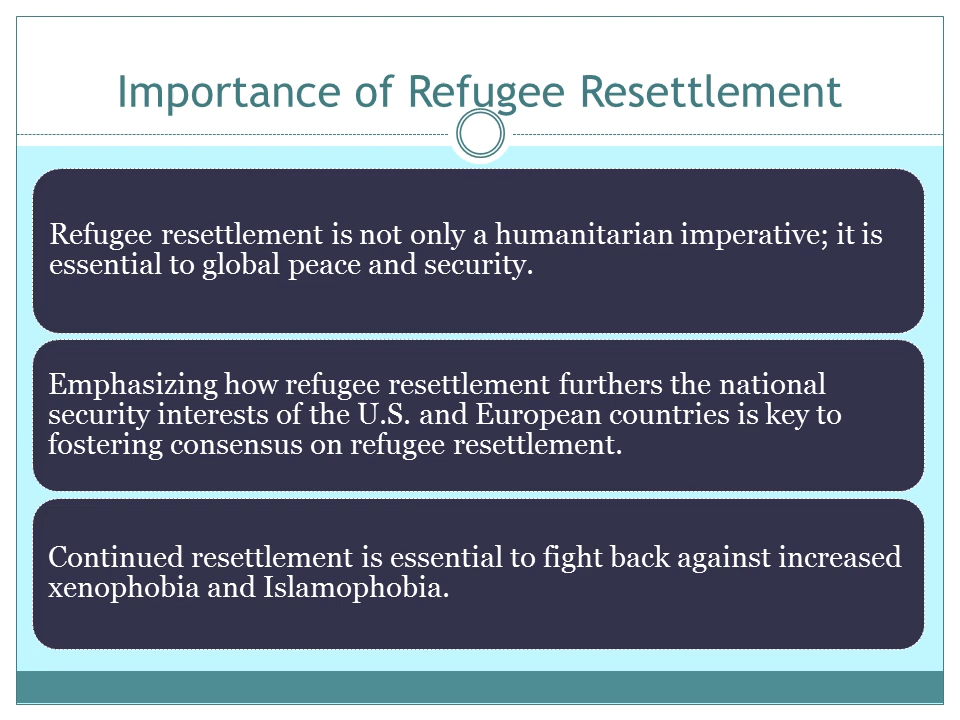 Importance of Refugee Resettlement
Refugee resettlement is not only a humanitarian imperative; it is
essential to global peace and security.
Emphasizing how refugee resettlement furthers the national
security interests of the U.S. and European countries is key to
fostering consensus on refugee resettlement.
Continued resettlement is essential to fight back against increased
xenophobia and Islamophobia.